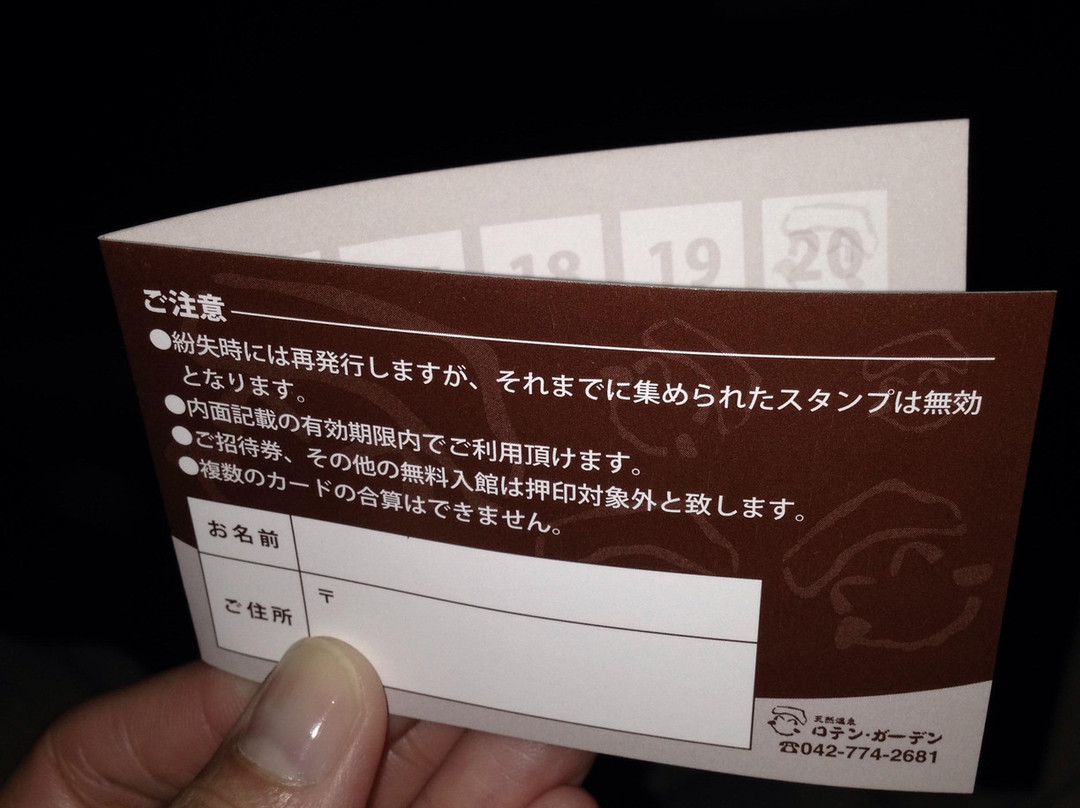 18
19
20
ご注意
●紛失時には再発行しますが、それまでに集められたスタンプは無効
となります。
●内面記載の有効期限内でご利用頂けます。
●ご招待券、その他の無料入館は押印対象外と致します。
●複数のカードの合算はできません。
お名前
ご住所
〒
天然温泉
ロテン・ガーデン
☎042-774-2681